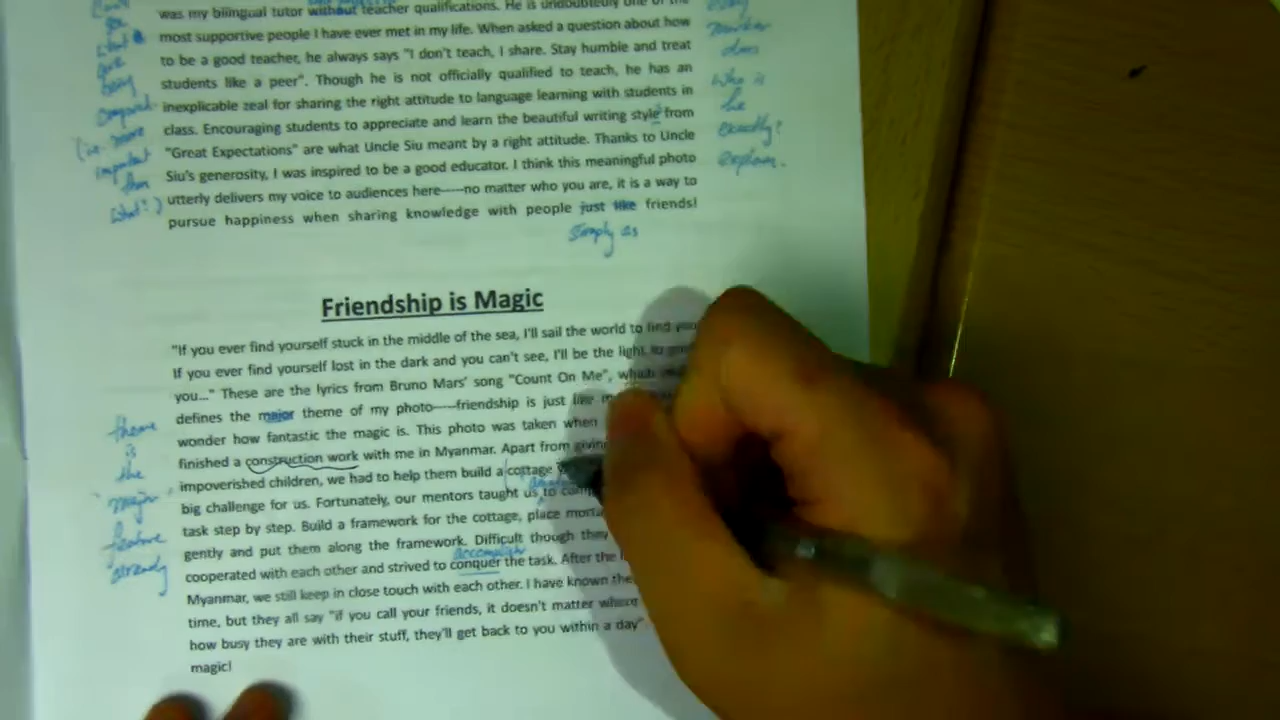 was my bilingual tutor without teacher qualifications. He is undoubtedly one of the
most supportive people I have ever met in my life. When asked a question about how
to be a good teacher, he always says "I don't teach, I share. Stay humble and treat
students like a peer". Though he is not officially qualified to teach, he has an
inexplicable zeal for sharing the right attitude to language learning with students in
class. Encouraging students to appreciate and learn the beautiful writing style from
"Great Expectations" are what Uncle Siu meant by a right attitude. Thanks to Uncle
Siu's generosity, I was inspired to be a good educator. I think this meaningful photo
utterly delivers my voice to audiences here----no matter who you are, it is a way to
pursue happiness when sharing knowledge with people just like friends!
simply as
being
compared
(i.e. more
important
than
what?)
does
who is
he
exactly?
explain.
Friendship is Magic
"If you ever find yourself stuck in the middle of the sea, I'll sail the world to find you
If you ever find yourself lost in the dark and you can't see, I'll be the light to
you..." These are the lyrics from Bruno Mars' song "Count On Me", which
defines the major theme of my photo----friendship is just like
wonder how fantastic the magic is. This photo was taken when
finished a construction work with me in Myanmar. Apart from giving
impoverished children, we had to help them build a cottage
big challenge for us. Fortunately, our mentors taught us to
task step by step. Build a framework for the cottage, place
gently and put them along the framework. Difficult though they
accomplish
cooperated with each other and strived to conquer the task. After the
Myanmar, we still keep in close touch with each other. I have known
time, but they all say "if you call your friends, it doesn't matter where
how busy they are with their stuff, they'll get back to you within a day"
magic!
theme
is
the
"major"
feature
already